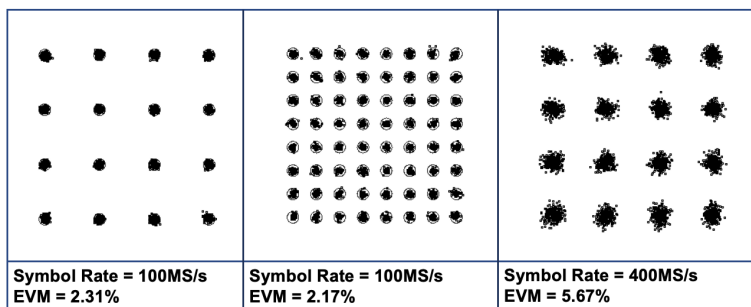 Symbol Rate = 100MS/s
EVM = 2.31%
Symbol Rate = 100MS/s
EVM = 2.17%
Symbol Rate = 400MS/s
EVM = 5.67%